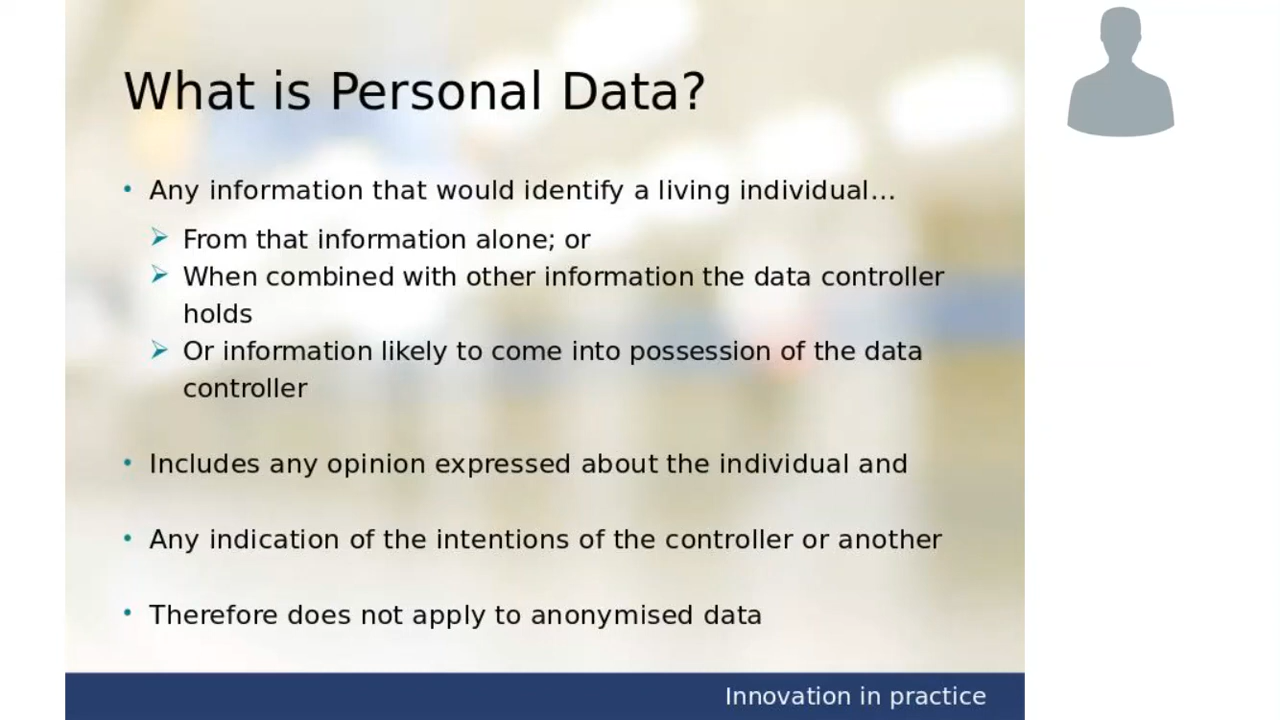 What is Personal Data?
• Any information that would identify a living individual...
➢ From that information alone; or
➢ When combined with other information the data controller
holds
➢ Or information likely to come into possession of the data
controller
• Includes any opinion expressed about the individual and
• Any indication of the intentions of the controller or another
• Therefore does not apply to anonymised data
Innovation in practice